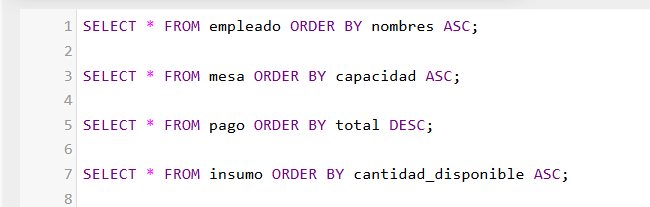 1 SELECT * FROM empleado ORDER BY nombres ASC;
2
3 SELECT * FROM mesa ORDER BY capacidad ASC;
4
5 SELECT * FROM pago ORDER BY total DESC;
6
7 SELECT * FROM insumo ORDER BY cantidad_disponible ASC;
8